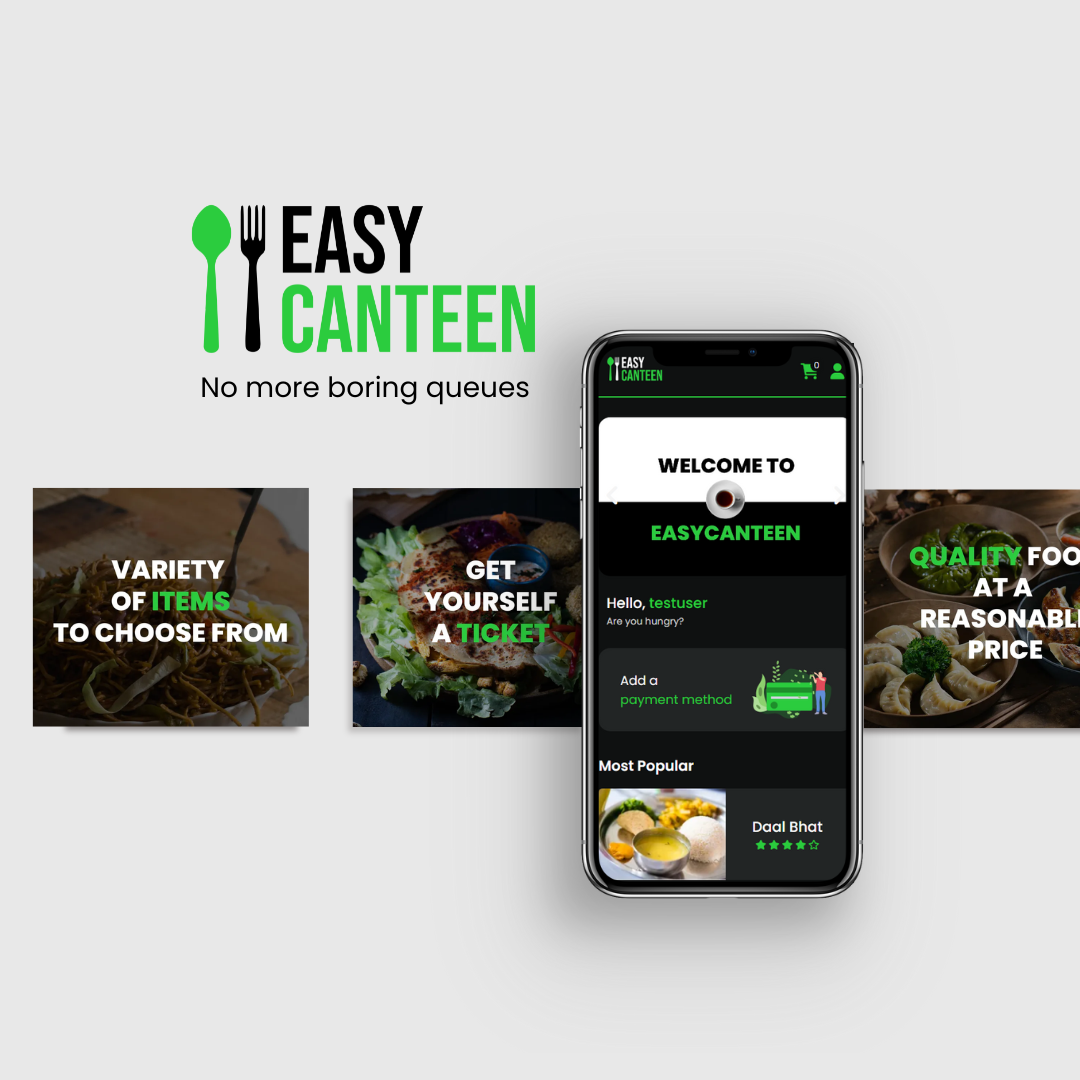 EASY
CANTEEN
No more boring queues
VARIETY
OF ITEMS
TO CHOOSE FROM
GET
YOURSELF
A TICKET
EASY
CANTEEN
0
WELCOME TO
EASYCANTEEN
Hello, testuser
Are you hungry?
Add a
payment method
Most Popular
Daal Bhat
QUALITY FOO
AT A
REASONABL
PRICE